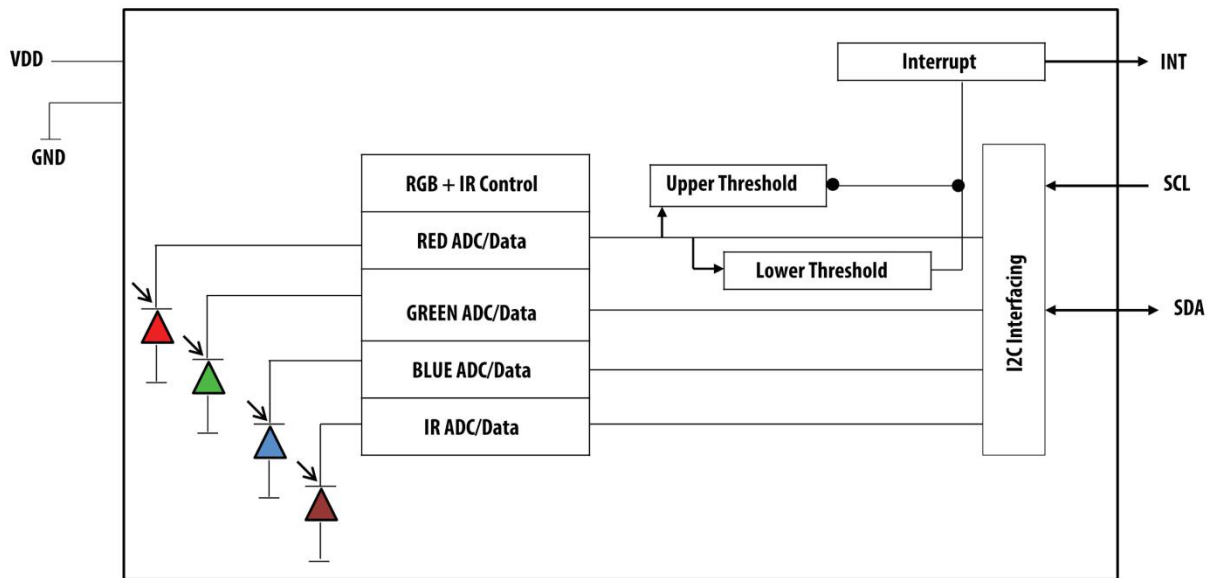 VDD
GND
Interrupt
INT
RGB + IR Control
Upper Threshold
SCL
RED ADC/Data
Lower Threshold
GREEN ADC/Data
SDA
I2C Interfacing
BLUE ADC/Data
IR ADC/Data